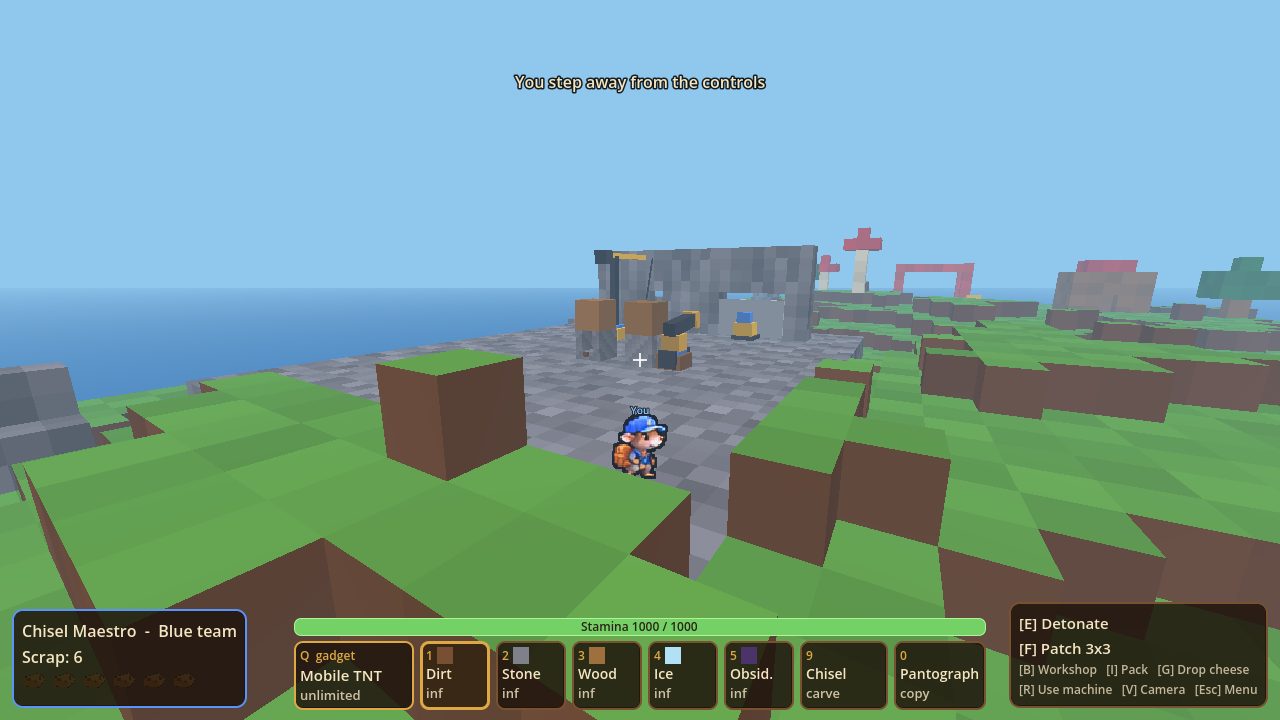 You step away from the controls
You
Chisel Maestro - Blue team
Scrap: 6
Stamina 1000 / 1000
Q gadget
Mobile TNT
unlimited
1
Dirt
inf
2
Stone
inf
3
Wood
inf
4
Ice
inf
5
Obsid.
inf
9
Chisel
carve
0
Pantograph
copy
[E] Detonate
[F] Patch 3x3
[B] Workshop [I] Pack [G] Drop cheese
[R] Use machine [V] Camera [Esc] Menu